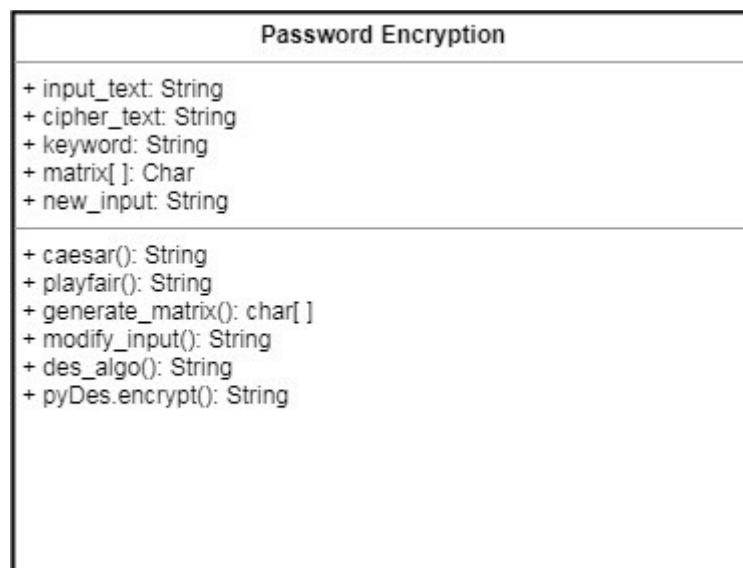 Password Encryption
+ input_text: String
+ cipher_text: String
+ keyword: String
+ matrix[ ]: Char
+ new_input: String
+ caesar(): String
+ playfair(): String
+ generate_matrix(): char[ ]
+ modify_input(): String
+ des_algo(): String
+ pyDes.encrypt(): String